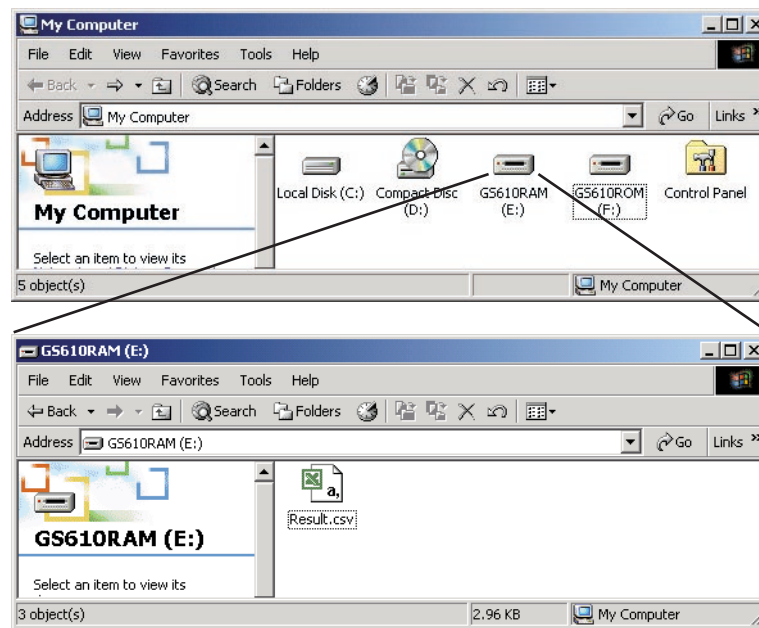 My Computer
File Edit View Favorites Tools Help
Back Search Folders
Address My Computer Go Links »
Local Disk (C:) Compact Disc (D:) GS610RAM (E:) GS610ROM (F:) Control Panel
My Computer
Select an item to view its
5 object(s) My Computer
GS610RAM (E:)
File Edit View Favorites Tools Help
Back Search Folders
Address GS610RAM (E:) Go Links »
a,
Result.csv
GS610RAM (E:)
Select an item to view its
3 object(s) 2.96 KB My Computer